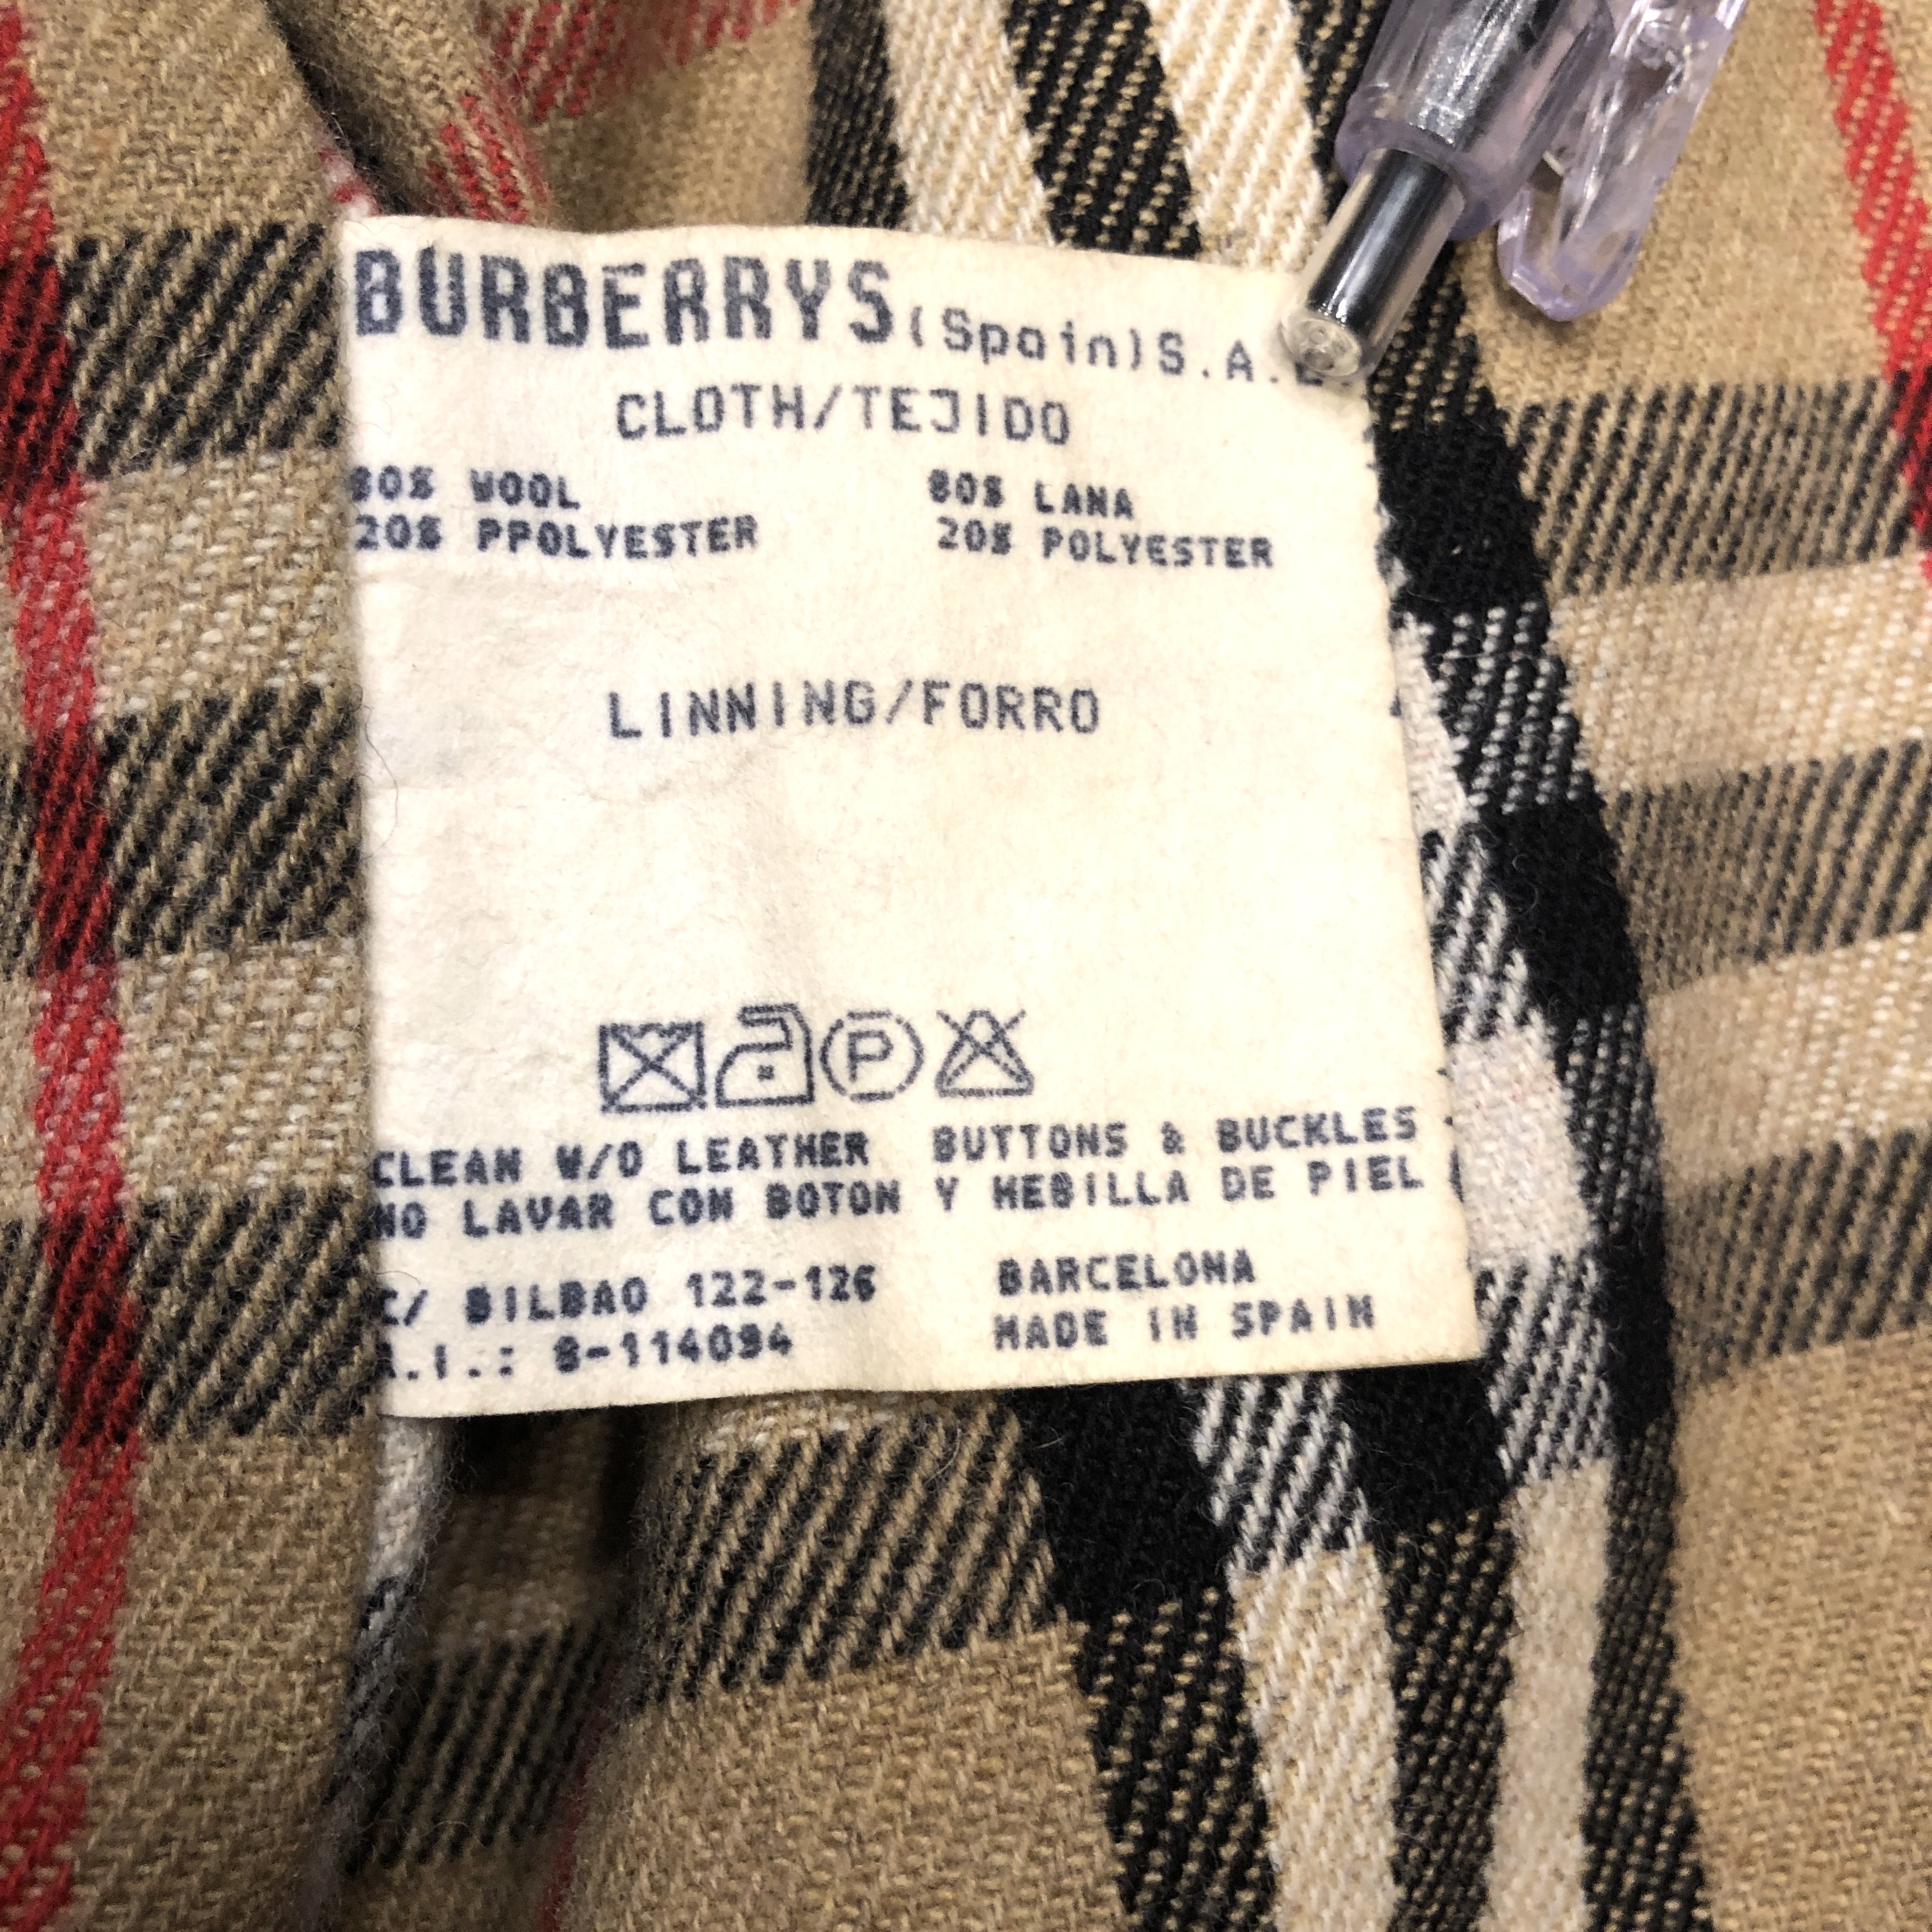 BURBERRYS (Spain) S.A.
CLOTH/TEJIDO
80% WOOL 80% LANA
20% PPOLYESTER 20% POLYESTER
LINNING/FORRO
P
CLEAN W/O LEATHER BUTTONS & BUCKLES
NO LAVAR CON BOTON Y HEBILLA DE PIEL
C/ BILBAO 122-126 BARCELONA
R.I.: 8-114094 MADE IN SPAIN